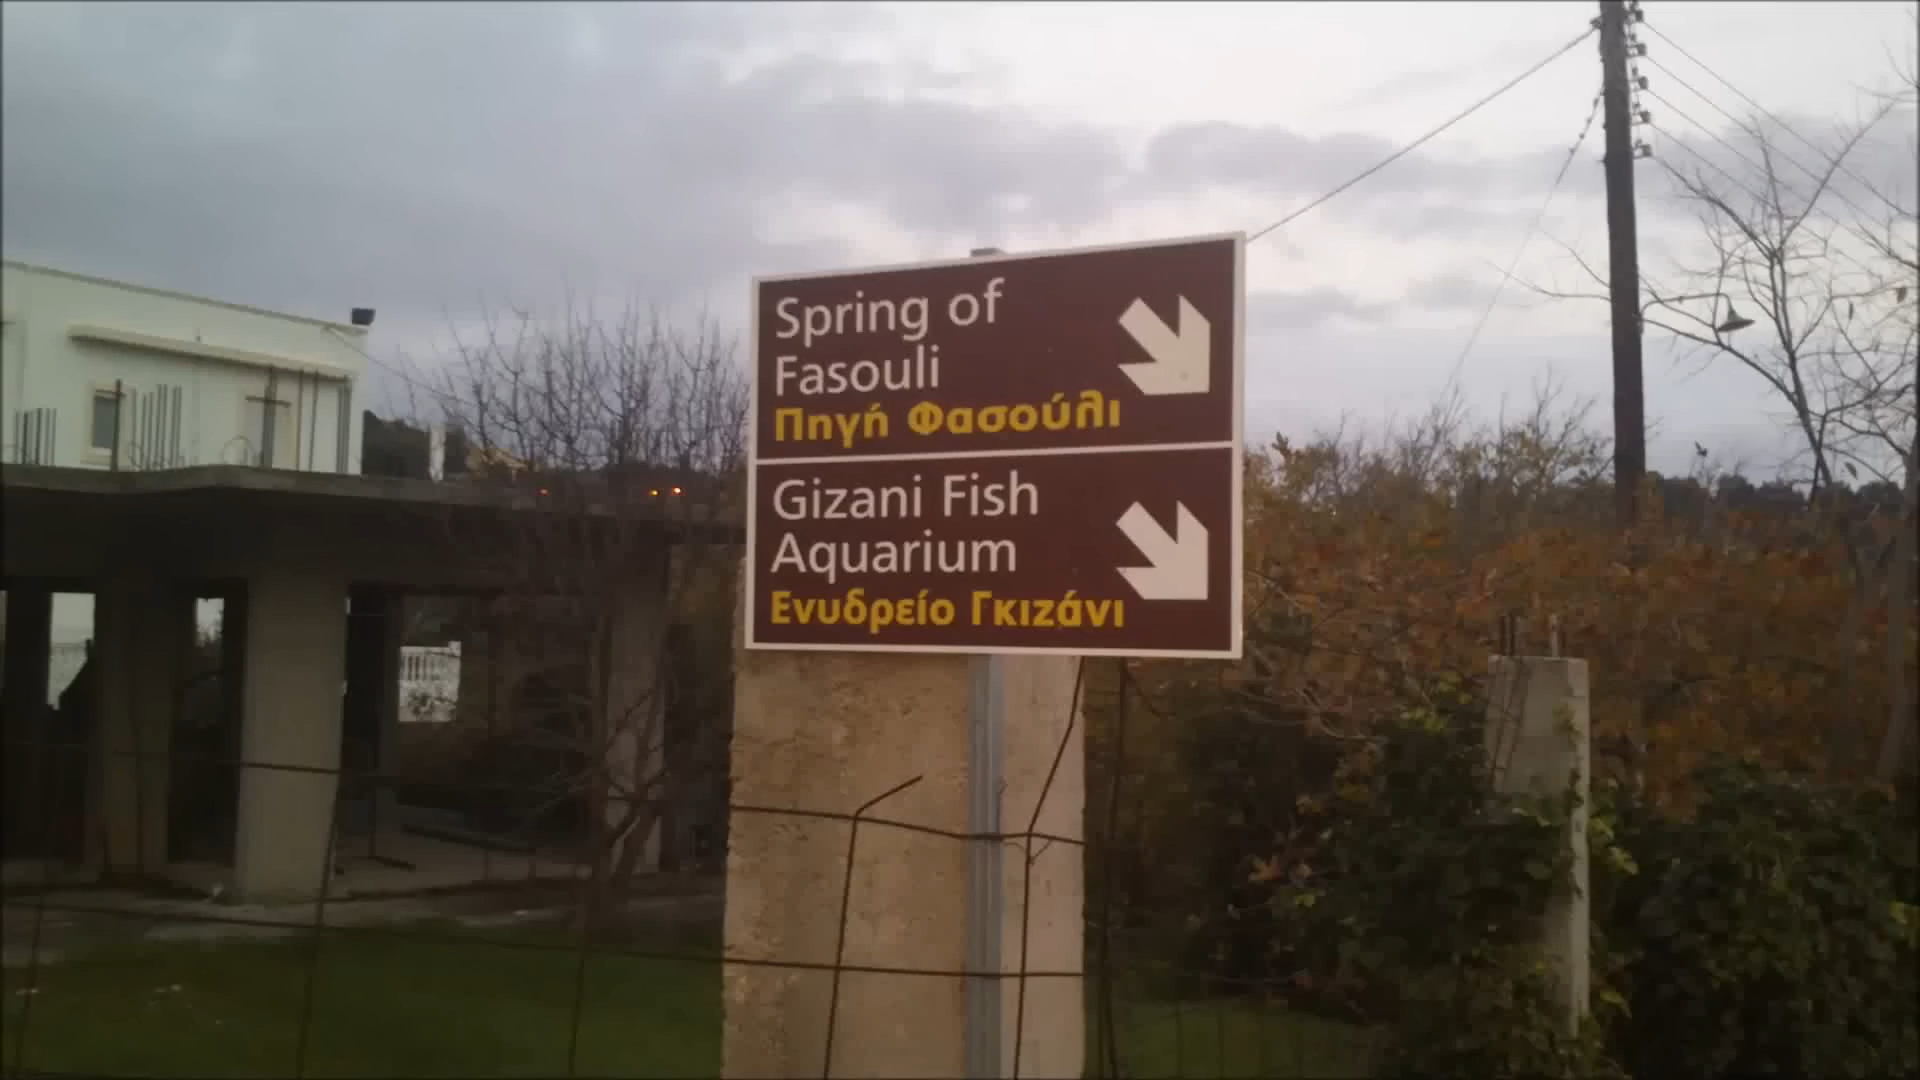 Spring of
Fasouli
Πηγή Φασούλι
Gizani Fish
Aquarium
Ενυδρείο Γκιζάνι